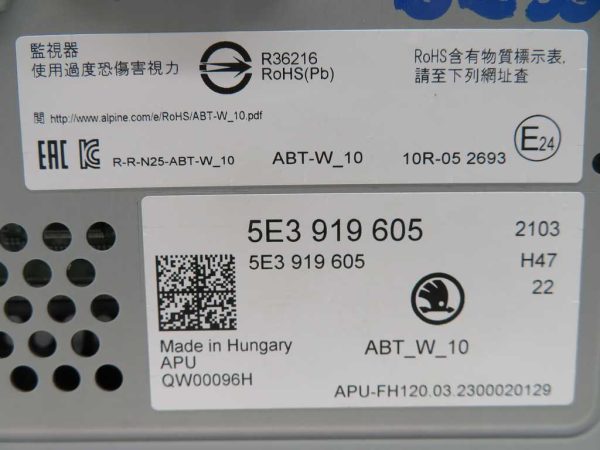 監視器
使用過度恐傷害視力
R36216
RoHS(Pb)
RoHS含有物質標示表,
請至下列網址查
閱 http://www.alpine.com/e/RoHS/ABT-W_10.pdf
EAC R-R-N25-ABT-W_10 ABT-W_10 10R-05 2693 E24
5E3 919 605 2103
5E3 919 605 H47
22
Made in Hungary
APU
ABT_W_10
QW00096H
APU-FH120.03.2300020129